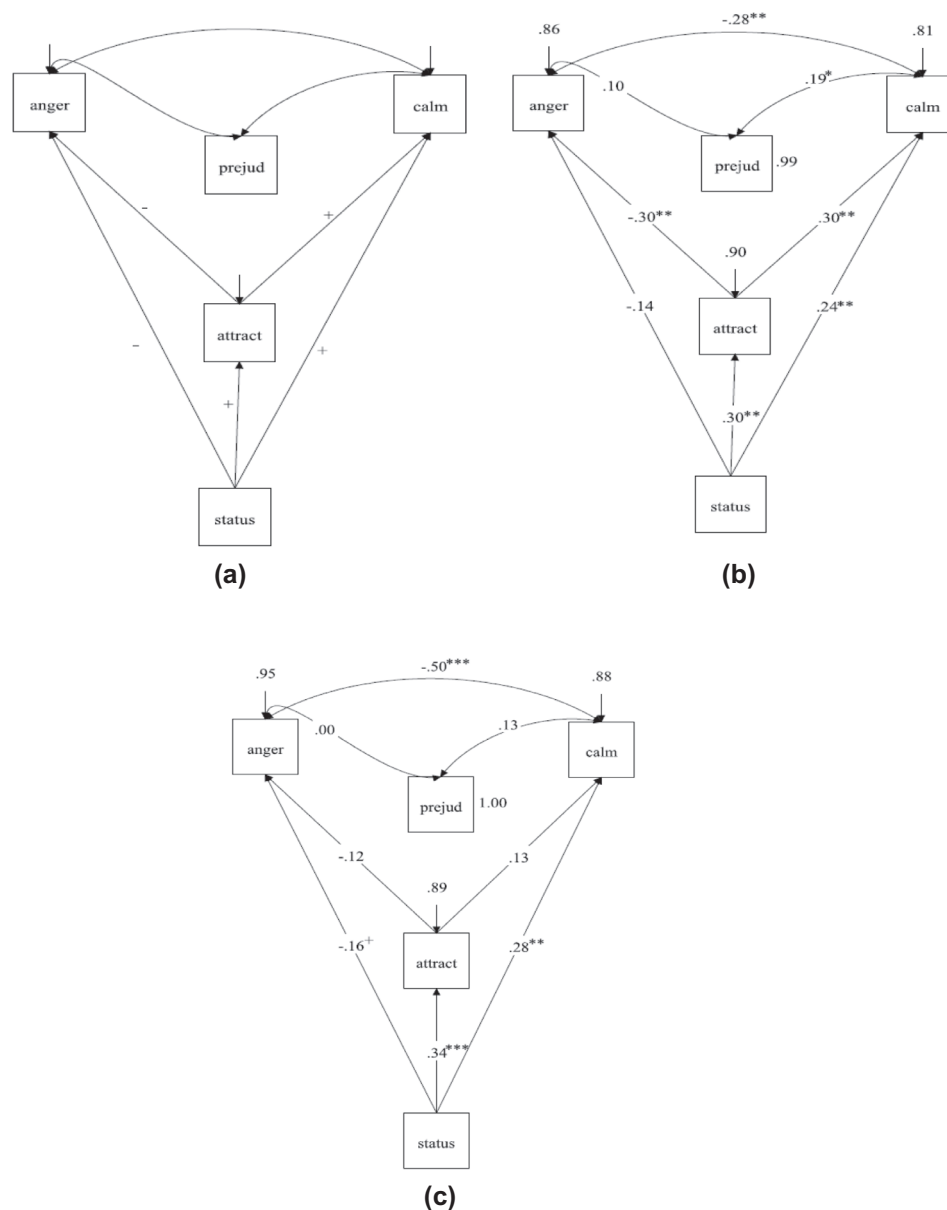 anger
calm
prejud
-
+
attract
-
+
+
status
(a)
.86
-.28**
.81
.10
.19*
anger
calm
prejud
.99
-.30**
.30**
.90
-.14
attract
.24**
.30**
status
(b)
.95
-.50***
.88
.00
.13
anger
calm
prejud
1.00
-.12
.13
.89
-.16+
attract
.28**
.34***
status
(c)